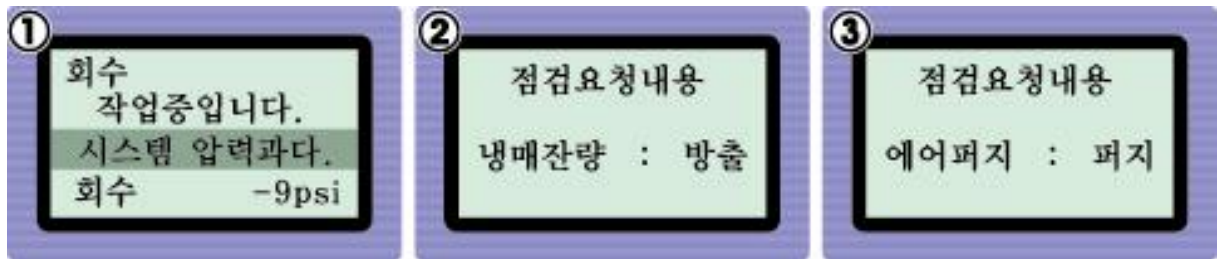 ①
회수
작업중입니다.
시스템 압력과다.
회수 -9psi
②
점검요청내용
냉매잔량 : 방출
③
점검요청내용
에어퍼지 : 퍼지